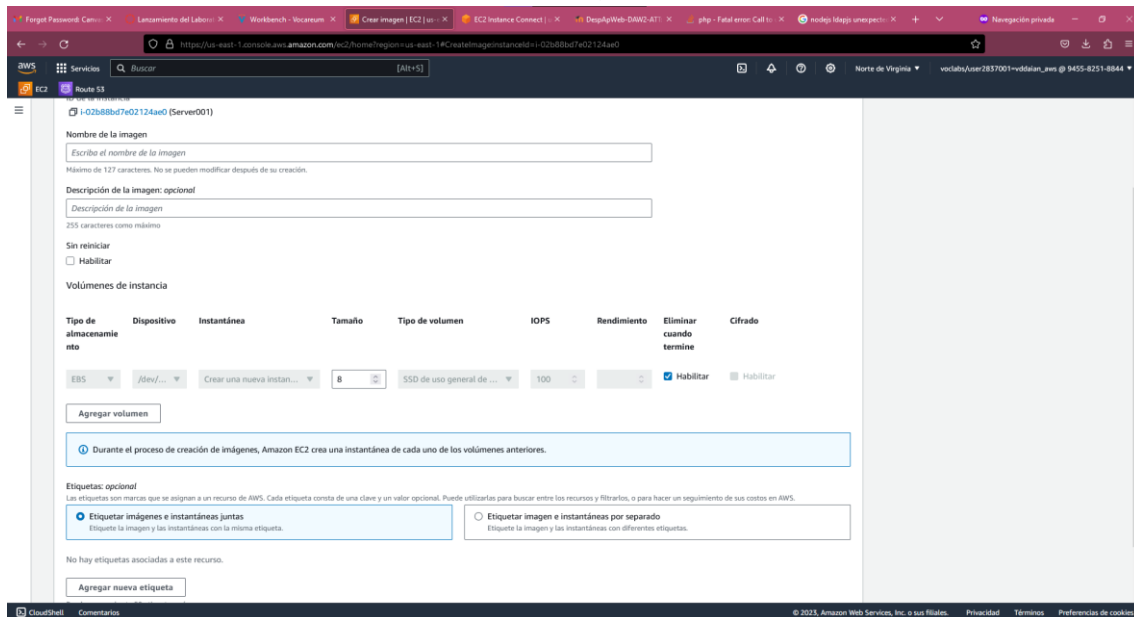 Forgot Password: Canvas
Lanzamiento del Laborat
Workbench - Vocareum
Crear imagen | EC2 | us-
EC2 Instance Connect |
DespApWeb-DAW2-ATT
php - Fatal error: Call to
nodejs ldapjs unexpecte
Navegación privada
https://us-east-1.console.aws.amazon.com/ec2/home?region=us-east-1#CreateImage:instanceId=i-02b88bd7e02124ae0
aws
Servicios
Buscar
[Alt+S]
Norte de Virginia
voclabs/user2837001=vddaian_aws @ 9455-8251-8844
EC2
Route 53
ID de la instancia
i-02b88bd7e02124ae0 (Server001)
Nombre de la imagen
Escriba el nombre de la imagen
Máximo de 127 caracteres. No se pueden modificar después de su creación.
Descripción de la imagen: opcional
Descripción de la imagen
255 caracteres como máximo
Sin reiniciar
Habilitar
Volúmenes de instancia
Tipo de almacenamie nto
Dispositivo
Instantánea
Tamaño
Tipo de volumen
IOPS
Rendimiento
Eliminar cuando termine
Cifrado
EBS
/dev/...
Crear una nueva instan...
8
SSD de uso general de ...
100
Habilitar
Habilitar
Agregar volumen
Durante el proceso de creación de imágenes, Amazon EC2 crea una instantánea de cada uno de los volúmenes anteriores.
Etiquetas: opcional
Las etiquetas son marcas que se asignan a un recurso de AWS. Cada etiqueta consta de una clave y un valor opcional. Puede utilizarlas para buscar entre los recursos y filtrarlos, o para hacer un seguimiento de sus costos en AWS.
Etiquetar imágenes e instantáneas juntas
Etiquete la imagen y las instantáneas con la misma etiqueta.
Etiquetar imagen e instantáneas por separado
Etiquete la imagen y las instantáneas con diferentes etiquetas.
No hay etiquetas asociadas a este recurso.
Agregar nueva etiqueta
CloudShell
Comentarios
© 2023, Amazon Web Services, Inc. o sus filiales.
Privacidad
Términos
Preferencias de cookies